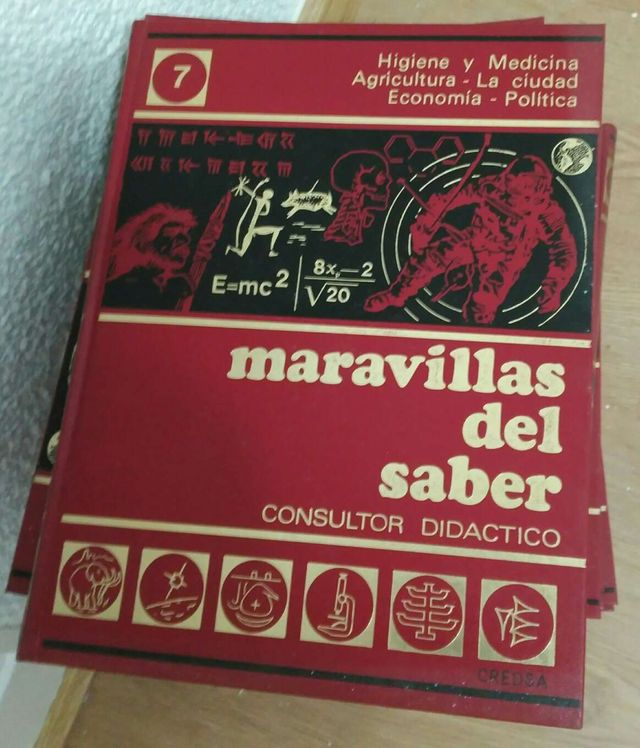 7
Higiene y Medicina
Agricultura - La ciudad
Economía - Política
E=mc² 8x,-2
√20
maravillas
del
saber
CONSULTOR DIDACTICO
CREDSA